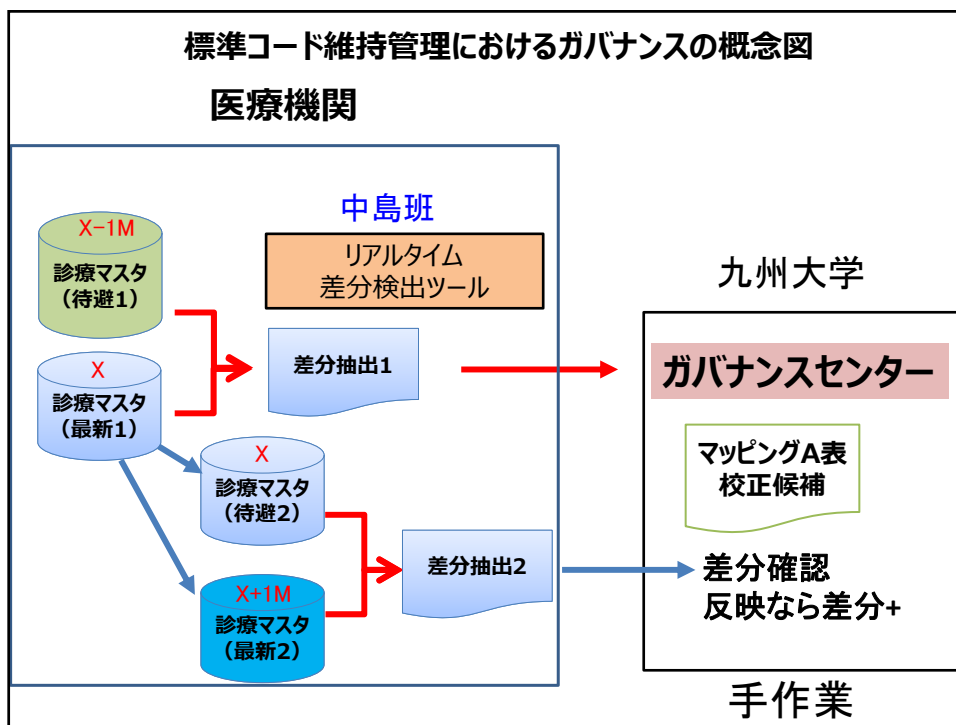 標準コード維持管理におけるガバナンスの概念図
医療機関
中島班
リアルタイム
差分検出ツール
X-1M
診療マスタ
（待避1）
差分抽出1
X
診療マスタ
（最新1）
X
診療マスタ
（待避2）
差分抽出2
X+1M
診療マスタ
（最新2）
九州大学
ガバナンスセンター
マッピングA表
校正候補
差分確認
反映なら差分+
手作業